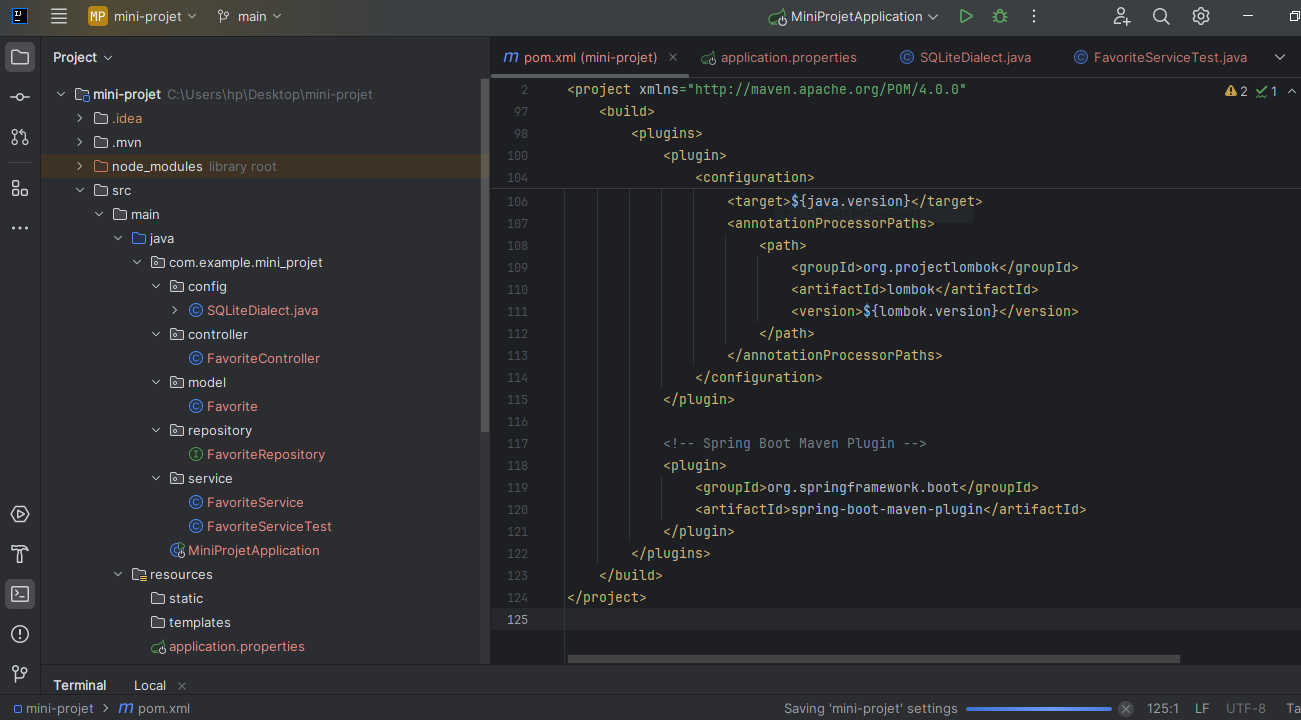 MP mini-projet main MiniProjetApplication
Project
mini-projet C:\Users\hp\Desktop\mini-projet
.idea
.mvn
node_modules library root
src
main
java
com.example.mini_projet
config
SQLiteDialect.java
controller
FavoriteController
model
Favorite
repository
FavoriteRepository
service
FavoriteService
FavoriteServiceTest
MiniProjetApplication
resources
static
templates
application.properties
pom.xml (mini-projet) application.properties SQLiteDialect.java FavoriteServiceTest.java
2 <project xmlns="http://maven.apache.org/POM/4.0.0" 2 1
97 <build>
98 <plugins>
100 <plugin>
104 <configuration>
106 <target>${java.version}</target>
107 <annotationProcessorPaths>
108 <path>
109 <groupId>org.projectlombok</groupId>
110 <artifactId>lombok</artifactId>
111 <version>${lombok.version}</version>
112 </path>
113 </annotationProcessorPaths>
114 </configuration>
115 </plugin>
116
117 <!-- Spring Boot Maven Plugin -->
118 <plugin>
119 <groupId>org.springframework.boot</groupId>
120 <artifactId>spring-boot-maven-plugin</artifactId>
121 </plugin>
122 </plugins>
123 </build>
124 </project>
125
Terminal Local
mini-projet pom.xml Saving 'mini-projet' settings 125:1 LF UTF-8 Ta